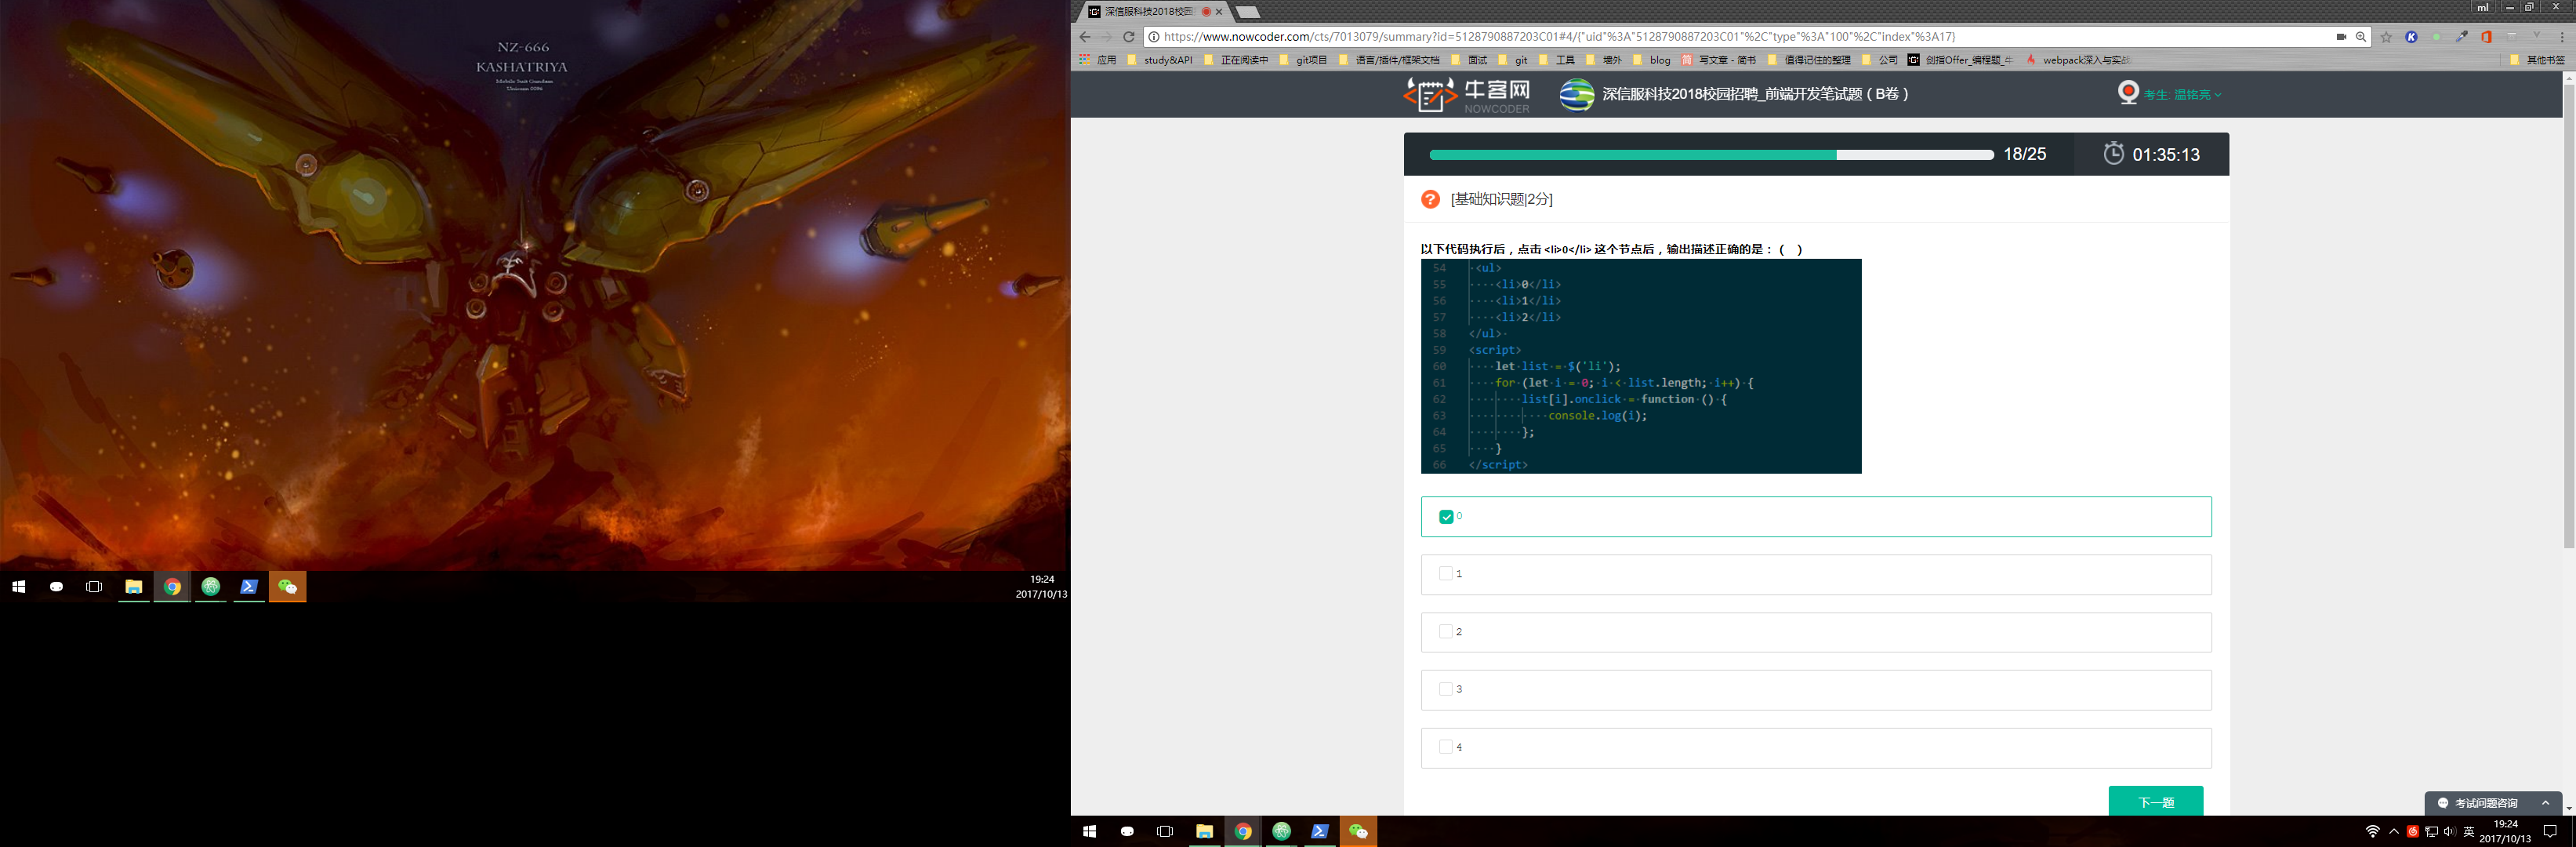 NZ-666
KASHATRIYA
Mobile Suit Gundam
Unicorn 0096
19:24
2017/10/13
深信服科技2018校园
ml
https://www.nowcoder.com/cts/7013079/summary?id=5128790887203C01#4/{"uid"%3A"5128790887203C01"%2C"type"%3A"100"%2C"index"%3A17}
应用 study&API 正在阅读中 git项目 语言/插件/框架文档 面试 git 工具 墙外 blog 简 写文章 - 简书 值得记住的整理 公司 剑指Offer_编程题_牛 webpack深入与实战 其他书签
牛客网
NOWCODER
深信服科技2018校园招聘_前端开发笔试题（B卷）
考生: 温铭亮
18/25
01:35:13
[基础知识题|2分]
以下代码执行后，点击 <li>0</li> 这个节点后，输出描述正确的是：（ ）
54 <ul>
55 <li>0</li>
56 <li>1</li>
57 <li>2</li>
58 </ul>
59 <script>
60 let list = $('li');
61 for (let i = 0; i < list.length; i++) {
62 list[i].onclick = function () {
63 console.log(i);
64 };
65 }
66 </script>
0
1
2
3
4
下一题
考试问题咨询
英
19:24
2017/10/13